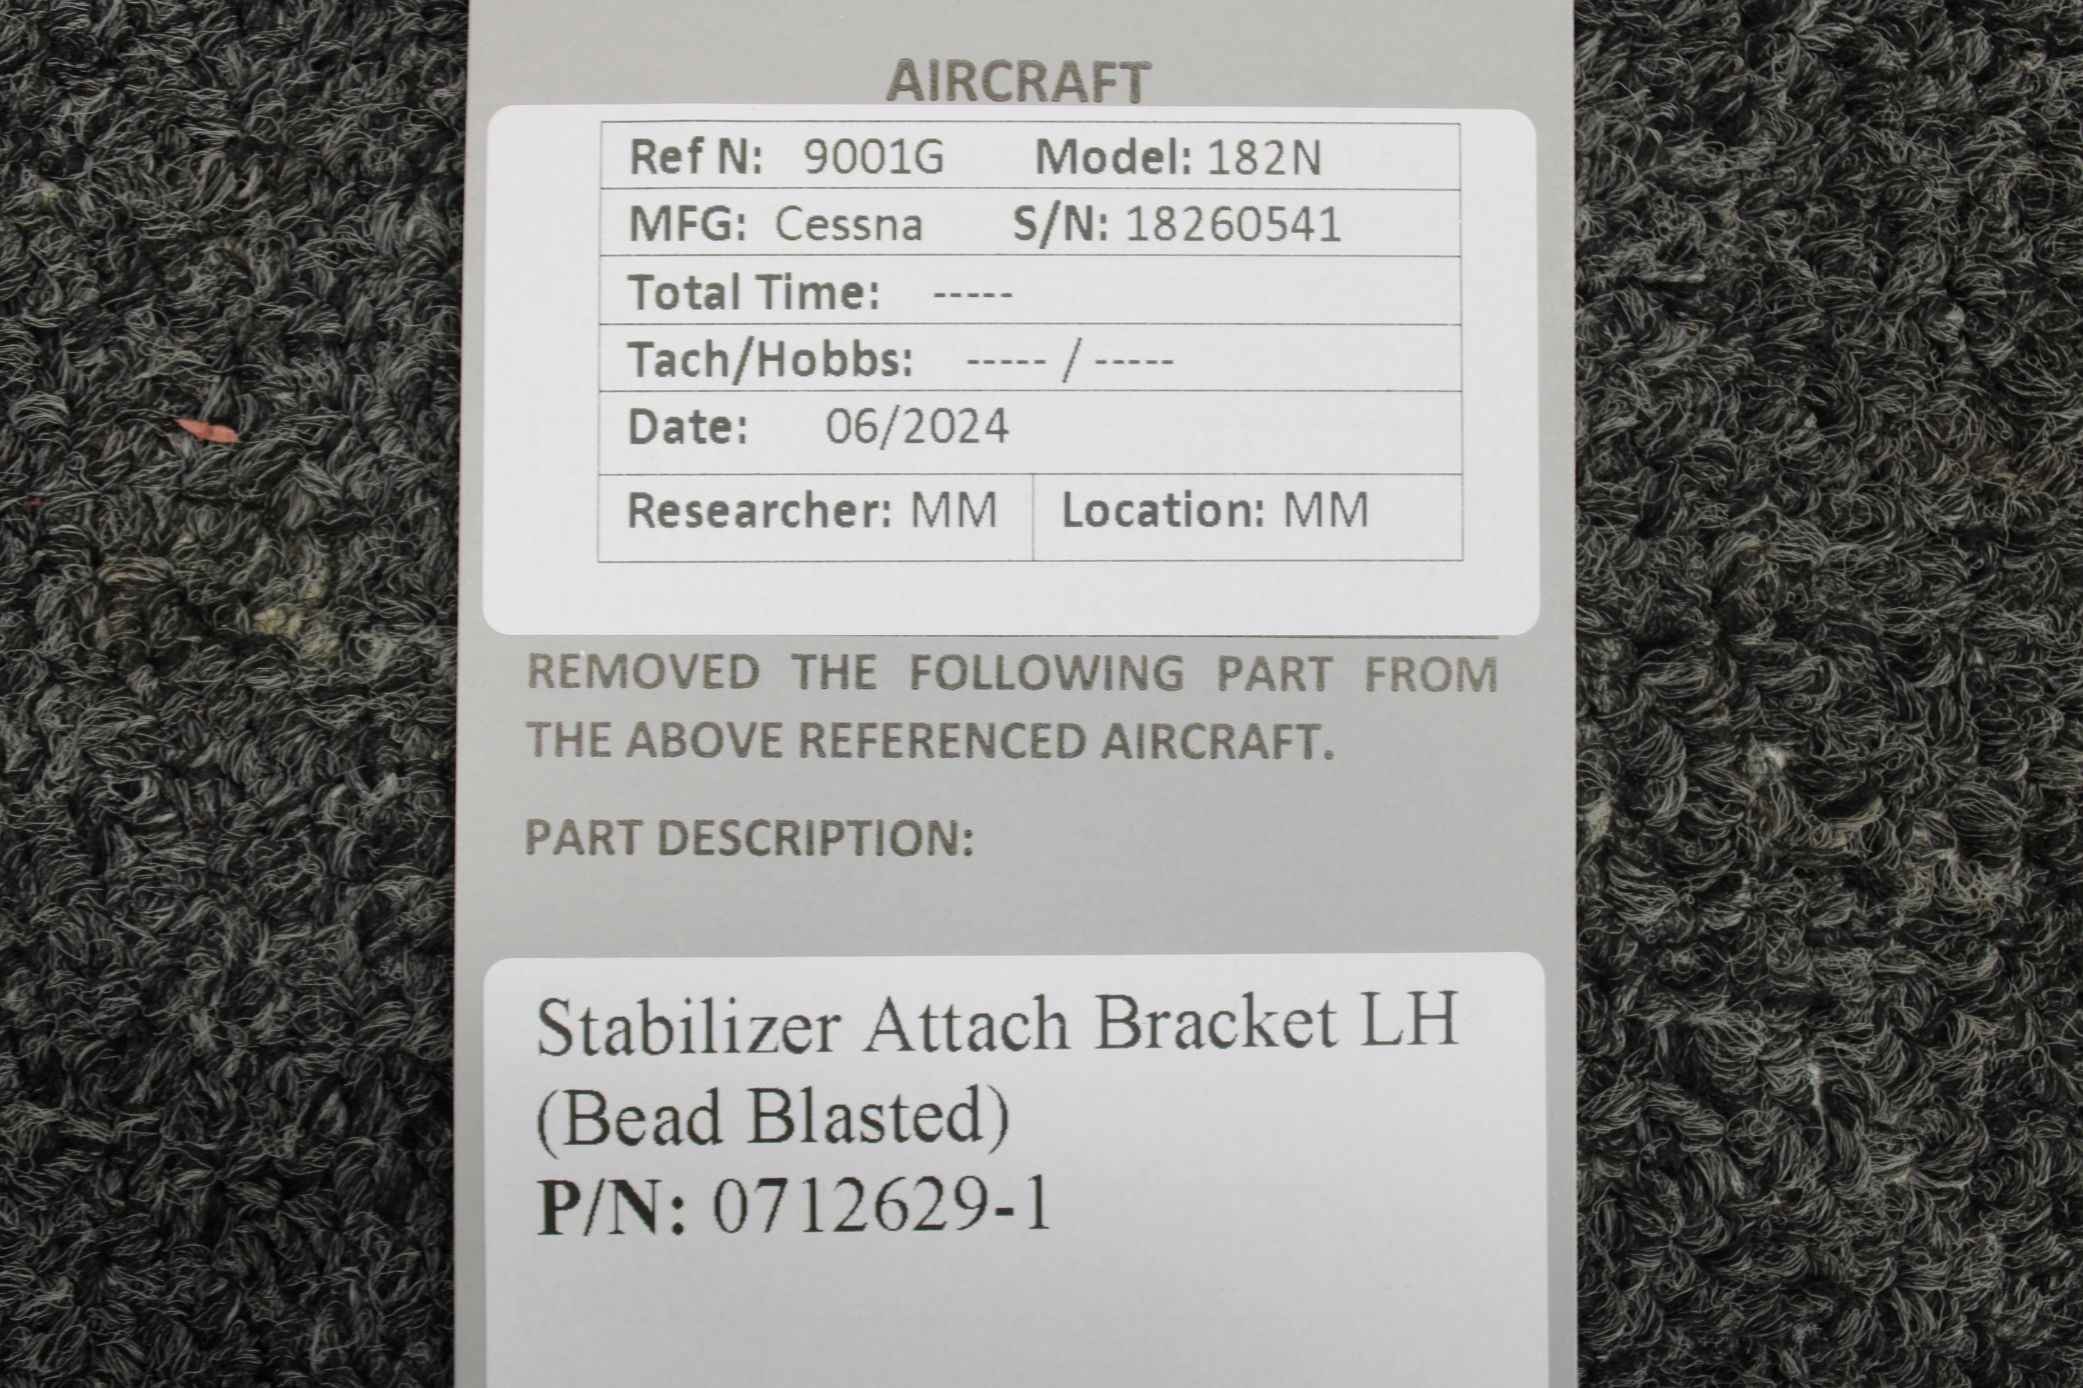 AIRCRAFT
Ref N: 9001G Model: 182N
MFG: Cessna S/N: 18260541
Total Time: -----
Tach/Hobbs: ----- / -----
Date: 06/2024
Researcher: MM Location: MM
REMOVED THE FOLLOWING PART FROM
THE ABOVE REFERENCED AIRCRAFT.
PART DESCRIPTION:
Stabilizer Attach Bracket LH
(Bead Blasted)
P/N: 0712629-1